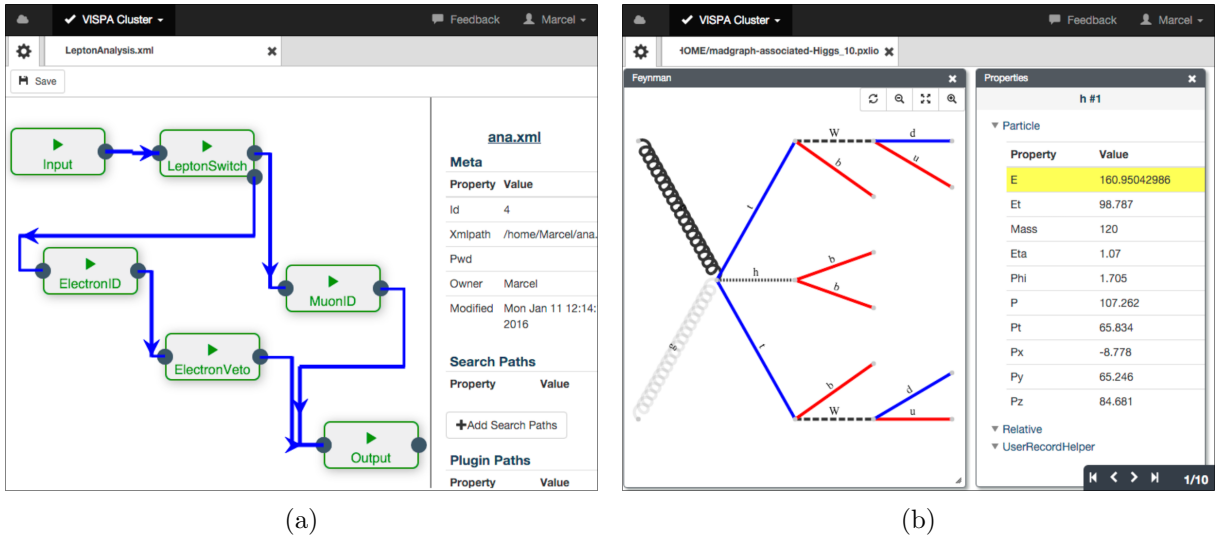 VISPA Cluster
Feedback
Marcel
LeptonAnalysis.xml
Save
Input
LeptonSwitch
ElectronID
MuonID
ElectronVeto
Output
ana.xml
Meta
Property Value
Id 4
Xmlpath /home/Marcel/ana.
Pwd
Owner Marcel
Modified Mon Jan 11 12:14:
2016
Search Paths
Property Value
Add Search Paths
Plugin Paths
Property Value
(a)
VISPA Cluster
Feedback
Marcel
HOME/madgraph-associated-Higgs_10.pxlio
Feynman
W
d
b
u
t
h
b
b
t
g
b
d
W
u
Properties
h #1
Particle
Property Value
E 160.95042986
Et 98.787
Mass 120
Eta 1.07
Phi 1.705
P 107.262
Pt 65.834
Px -8.778
Py 65.246
Pz 84.681
Relative
UserRecordHelper
1/10
(b)